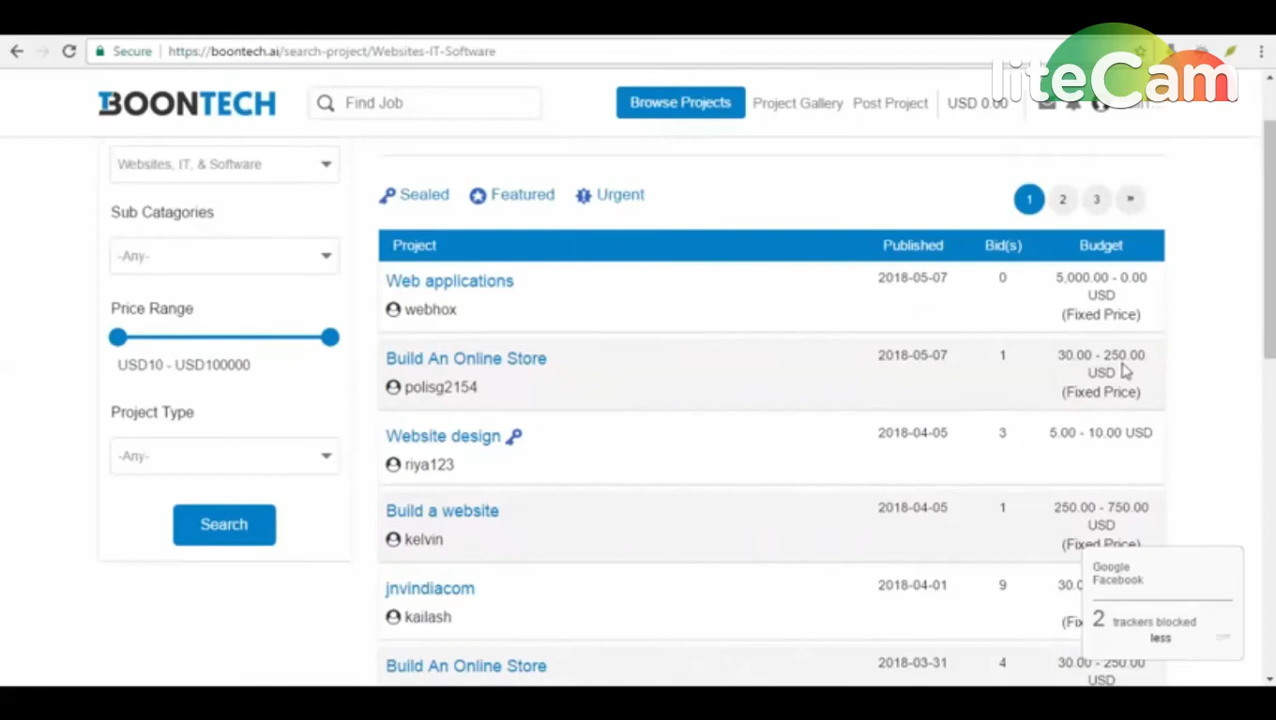 Secure https://boontech.ai/search-project/Websites-IT-Software
liteCam
BOONTECH
Find Job
Browse Projects Project Gallery Post Project USD 0.00
Websites, IT, & Software
Sub Catagories
-Any-
Price Range
USD10 - USD100000
Project Type
-Any-
Search
Sealed Featured Urgent
1 2 3 »
Project Published Bid(s) Budget
Web applications 2018-05-07 0 5,000.00 - 0.00
USD
webhox (Fixed Price)
Build An Online Store 2018-05-07 1 30.00 - 250.00
USD
polisg2154 (Fixed Price)
Website design 2018-04-05 3 5.00 - 10.00 USD
riya123
Build a website 2018-04-05 1 250.00 - 750.00
USD
kelvin (Fixed Price)
jnvindiacom 2018-04-01 9 30.0
kailash (Fix
Build An Online Store 2018-03-31 4 30.00 - 250.00
USD
Google
Facebook
2 trackers blocked
less